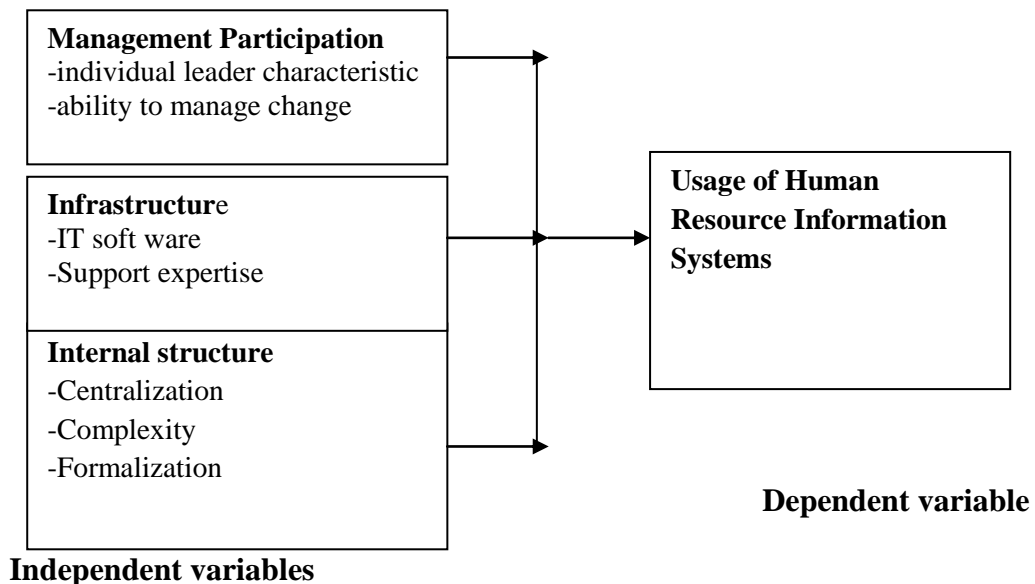 Management Participation
-individual leader characteristic
-ability to manage change
Infrastructure
-IT soft ware
-Support expertise
Internal structure
-Centralization
-Complexity
-Formalization
Usage of Human
Resource Information
Systems
Dependent variable
Independent variables